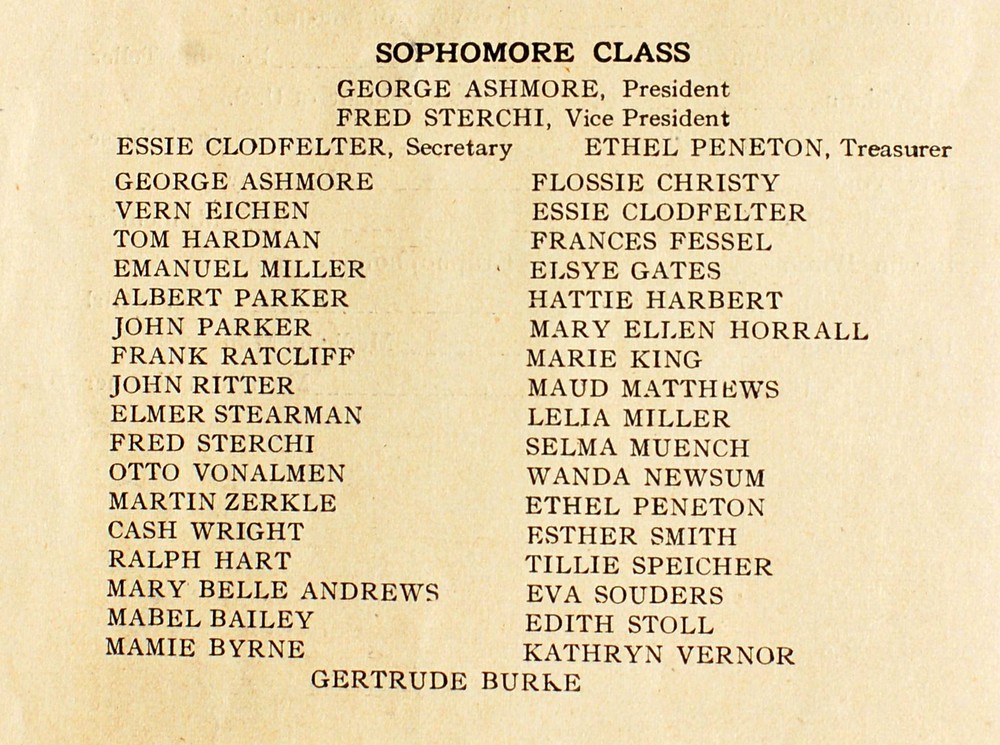 SOPHOMORE CLASS
GEORGE ASHMORE, President
FRED STERCHI, Vice President
ESSIE CLODFELTER, Secretary ETHEL PENETON, Treasurer
GEORGE ASHMORE
VERN EICHEN
TOM HARDMAN
EMANUEL MILLER
ALBERT PARKER
JOHN PARKER
FRANK RATCLIFF
JOHN RITTER
ELMER STEARMAN
FRED STERCHI
OTTO VONALMEN
MARTIN ZERKLE
CASH WRIGHT
RALPH HART
MARY BELLE ANDREWS
MABEL BAILEY
MAMIE BYRNE
FLOSSIE CHRISTY
ESSIE CLODFELTER
FRANCES FESSEL
ELSYE GATES
HATTIE HARBERT
MARY ELLEN HORRALL
MARIE KING
MAUD MATTHEWS
LELIA MILLER
SELMA MUENCH
WANDA NEWSUM
ETHEL PENETON
ESTHER SMITH
TILLIE SPEICHER
EVA SOUDERS
EDITH STOLL
KATHRYN VERNOR
GERTRUDE BURKE